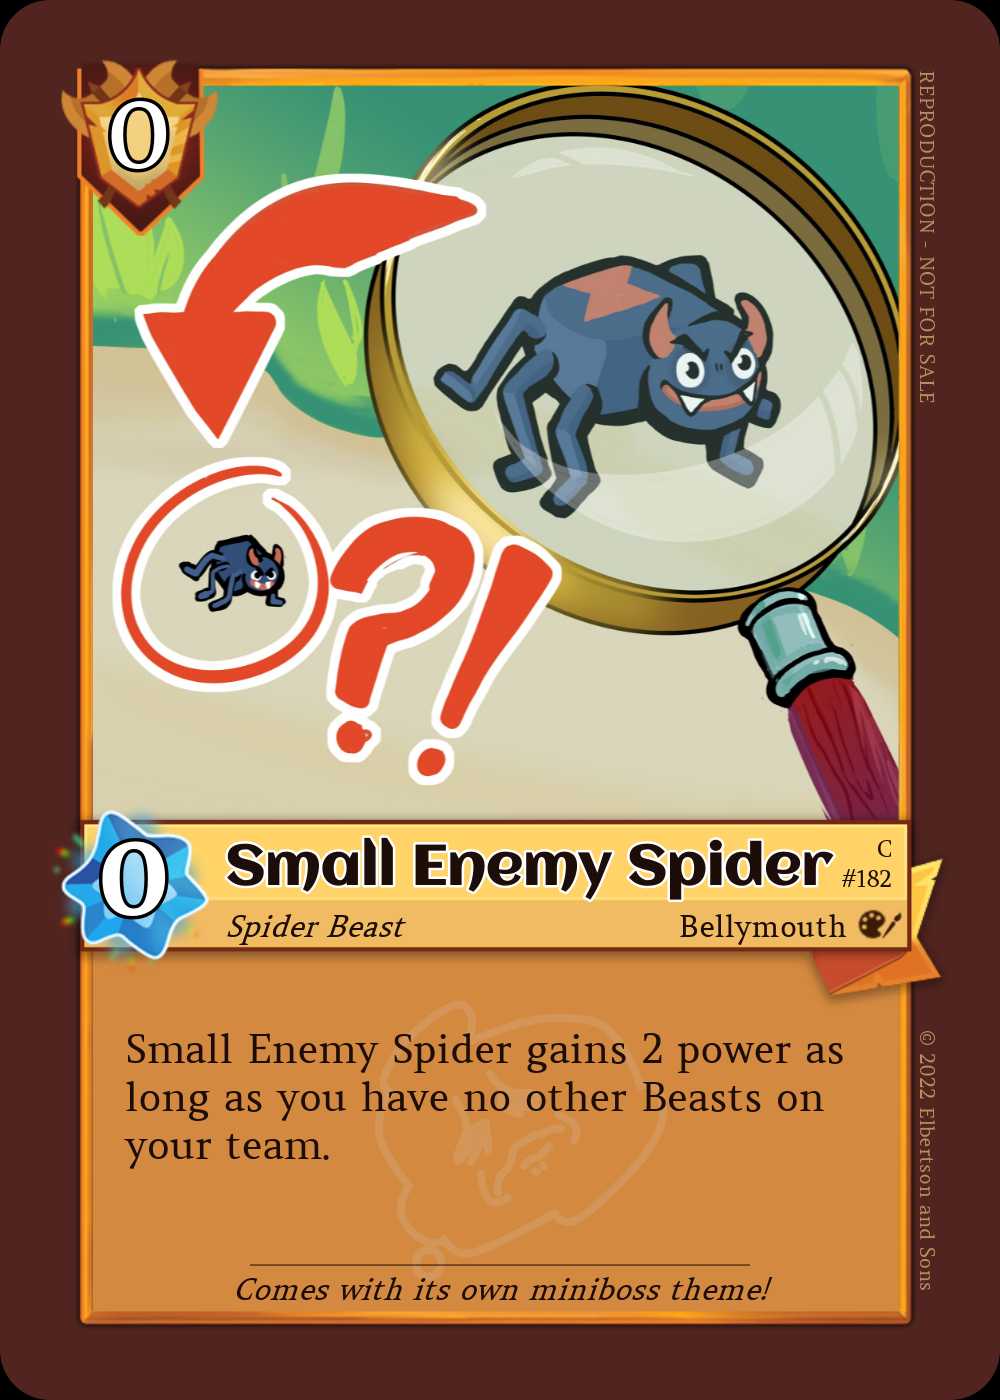 0
REPRODUCTION - NOT FOR SALE
?!
0
Small Enemy Spider
C
#182
Spider Beast
Bellymouth
Small Enemy Spider gains 2 power as
long as you have no other Beasts on
your team.
Comes with its own miniboss theme!
© 2022 Elbertson and Sons